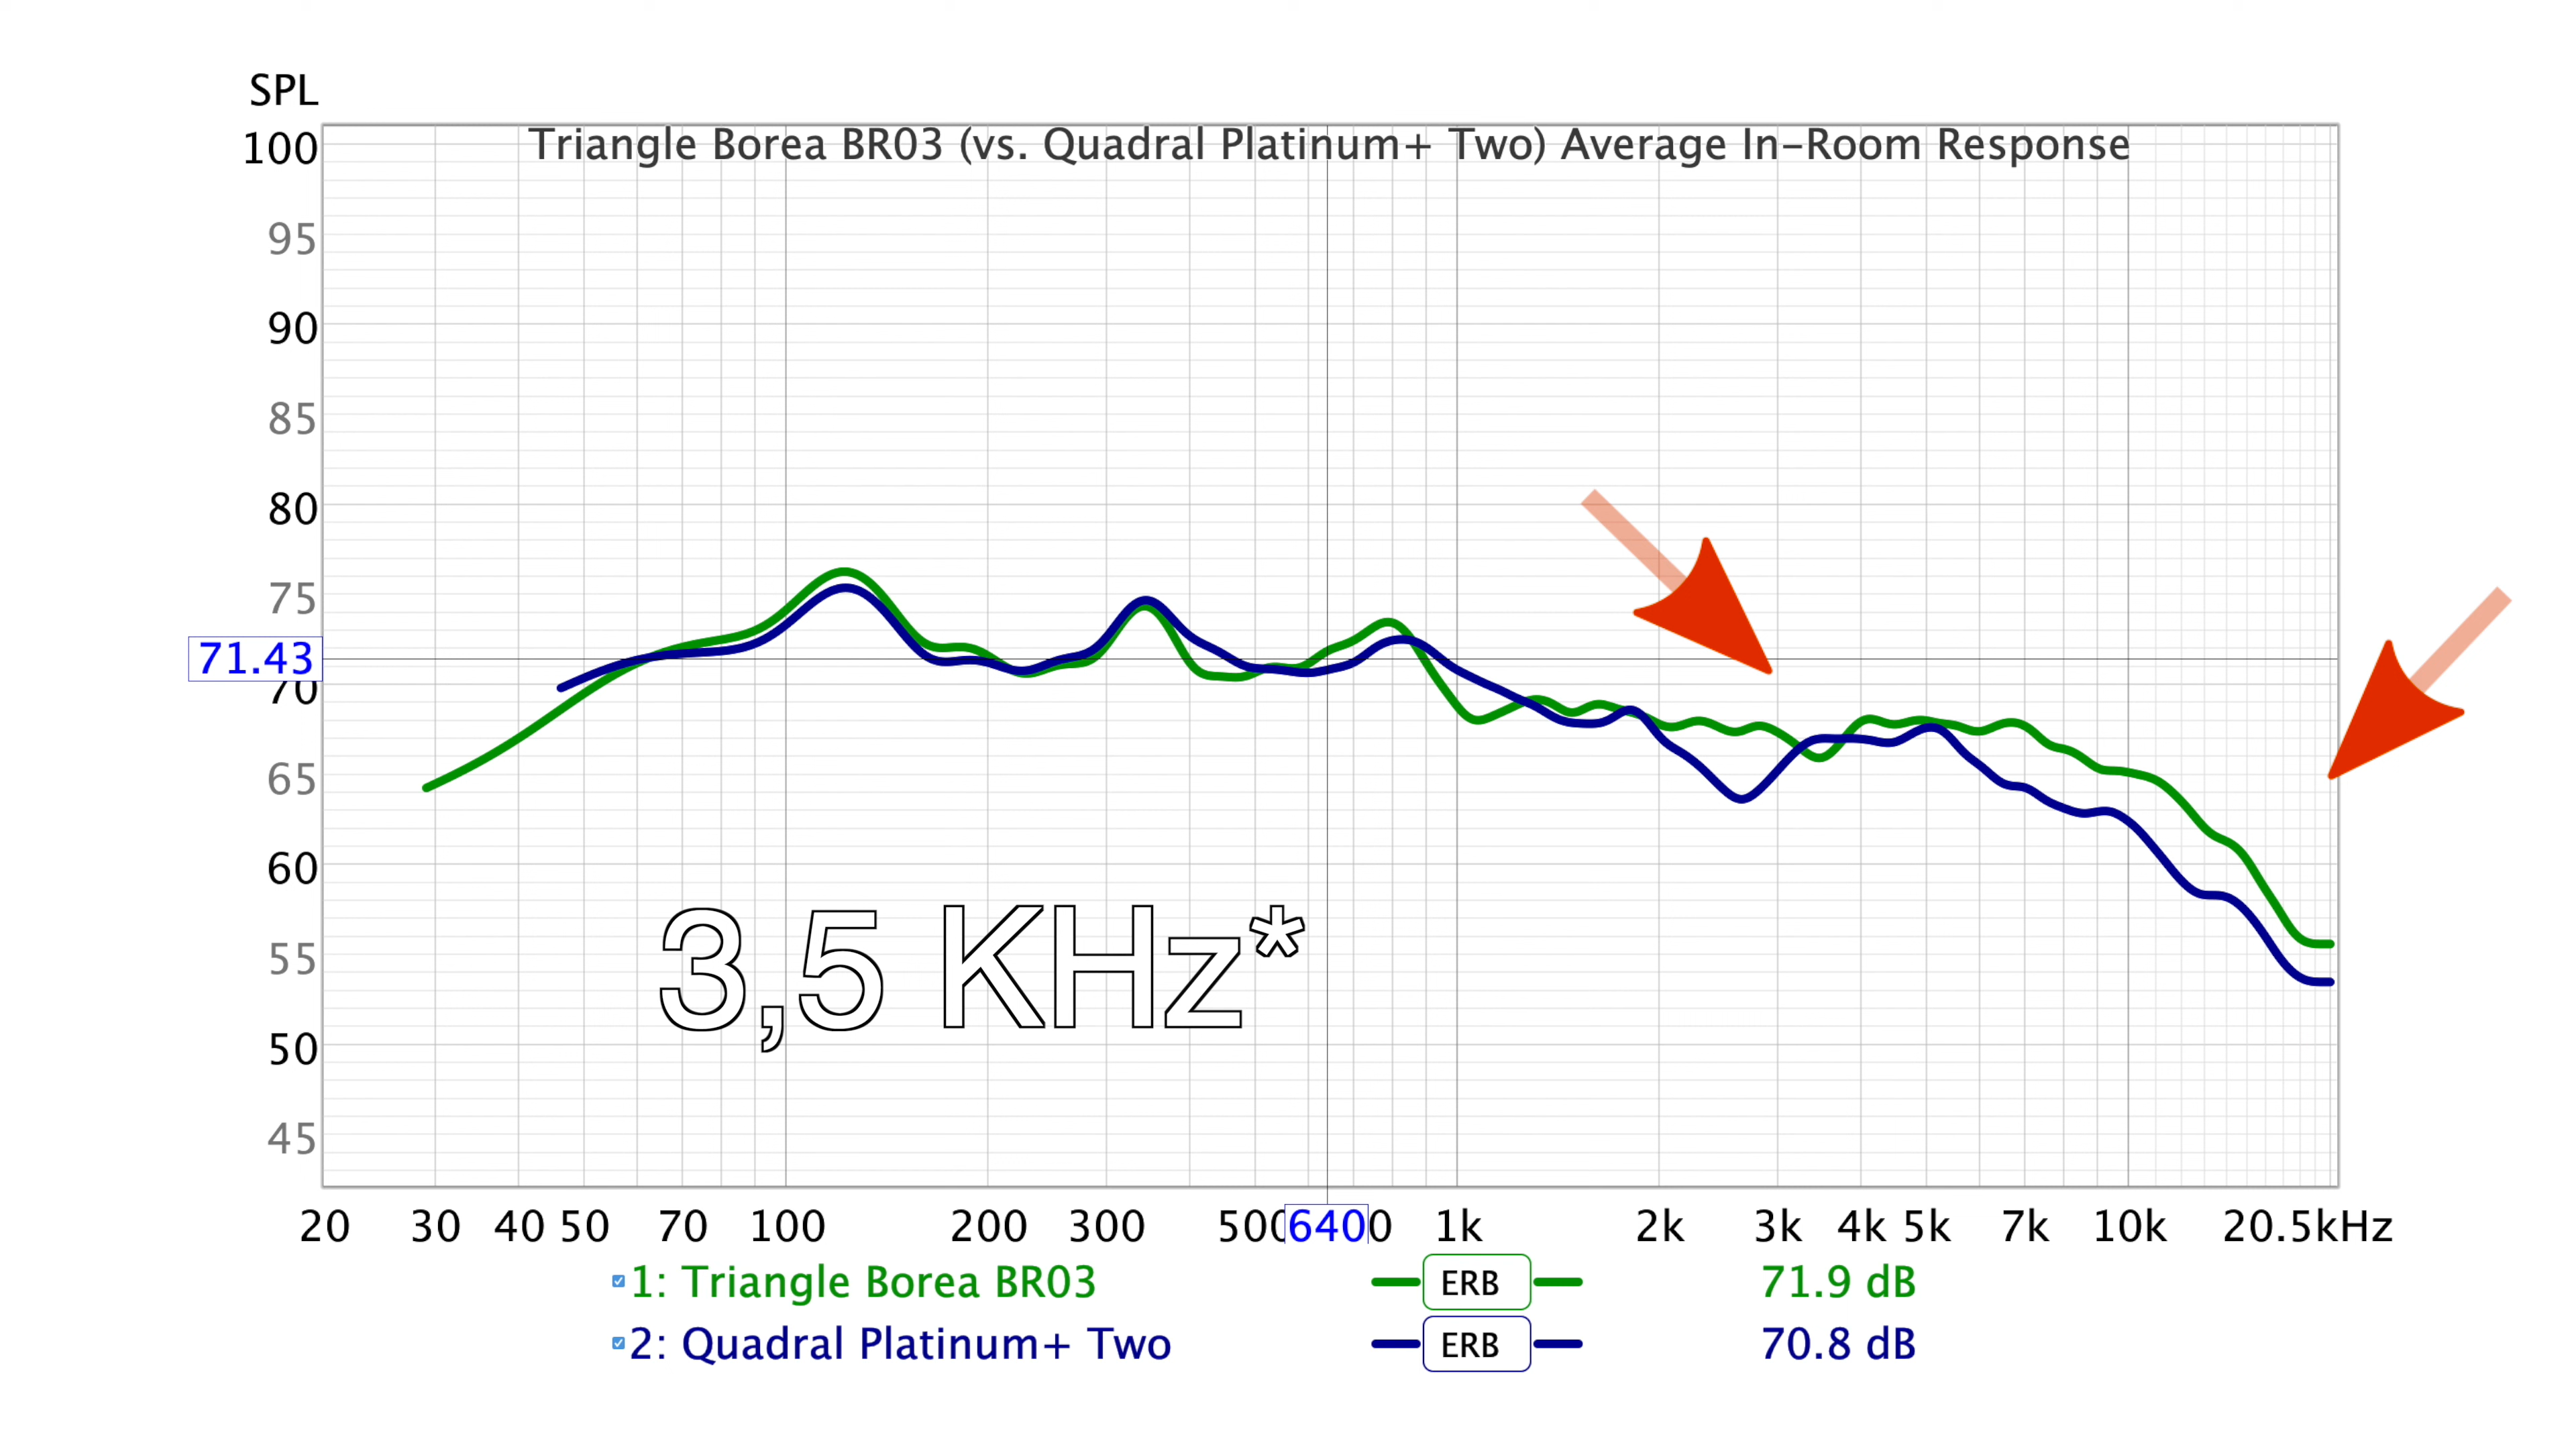 SPL
Triangle Borea BR03 (vs. Quadral Platinum+ Two) Average In-Room Response
100
95
90
85
80
75
71.43
70
65
60
55
50
45
3,5 KHz*
20 30 40 50 70 100 200 300 500 640 0 1k 2k 3k 4k 5k 7k 10k 20.5kHz
1: Triangle Borea BR03 ERB 71.9 dB
2: Quadral Platinum+ Two ERB 70.8 dB